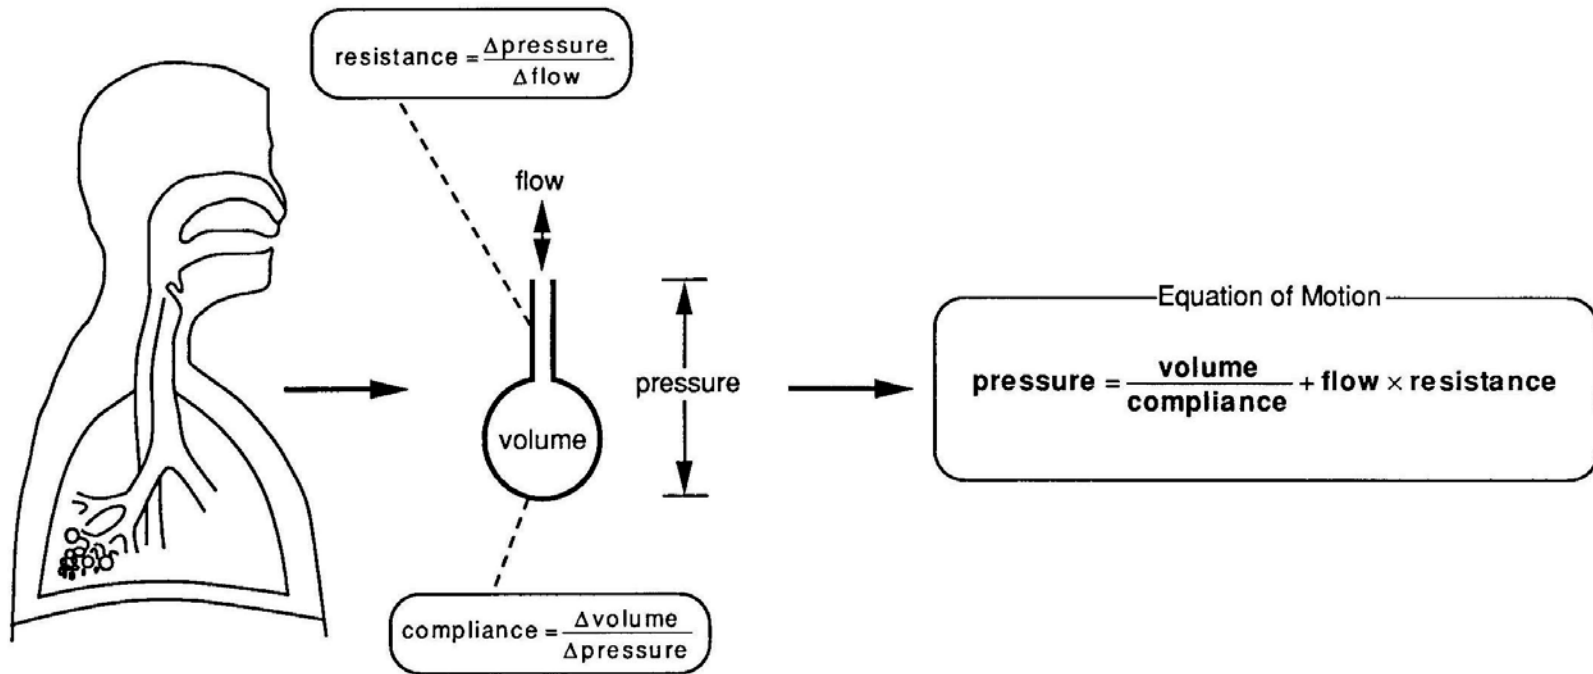 resistance = Δpressure / Δflow
flow
pressure
volume
compliance = Δvolume / Δpressure
Equation of Motion
pressure = volume / compliance + flow × resistance